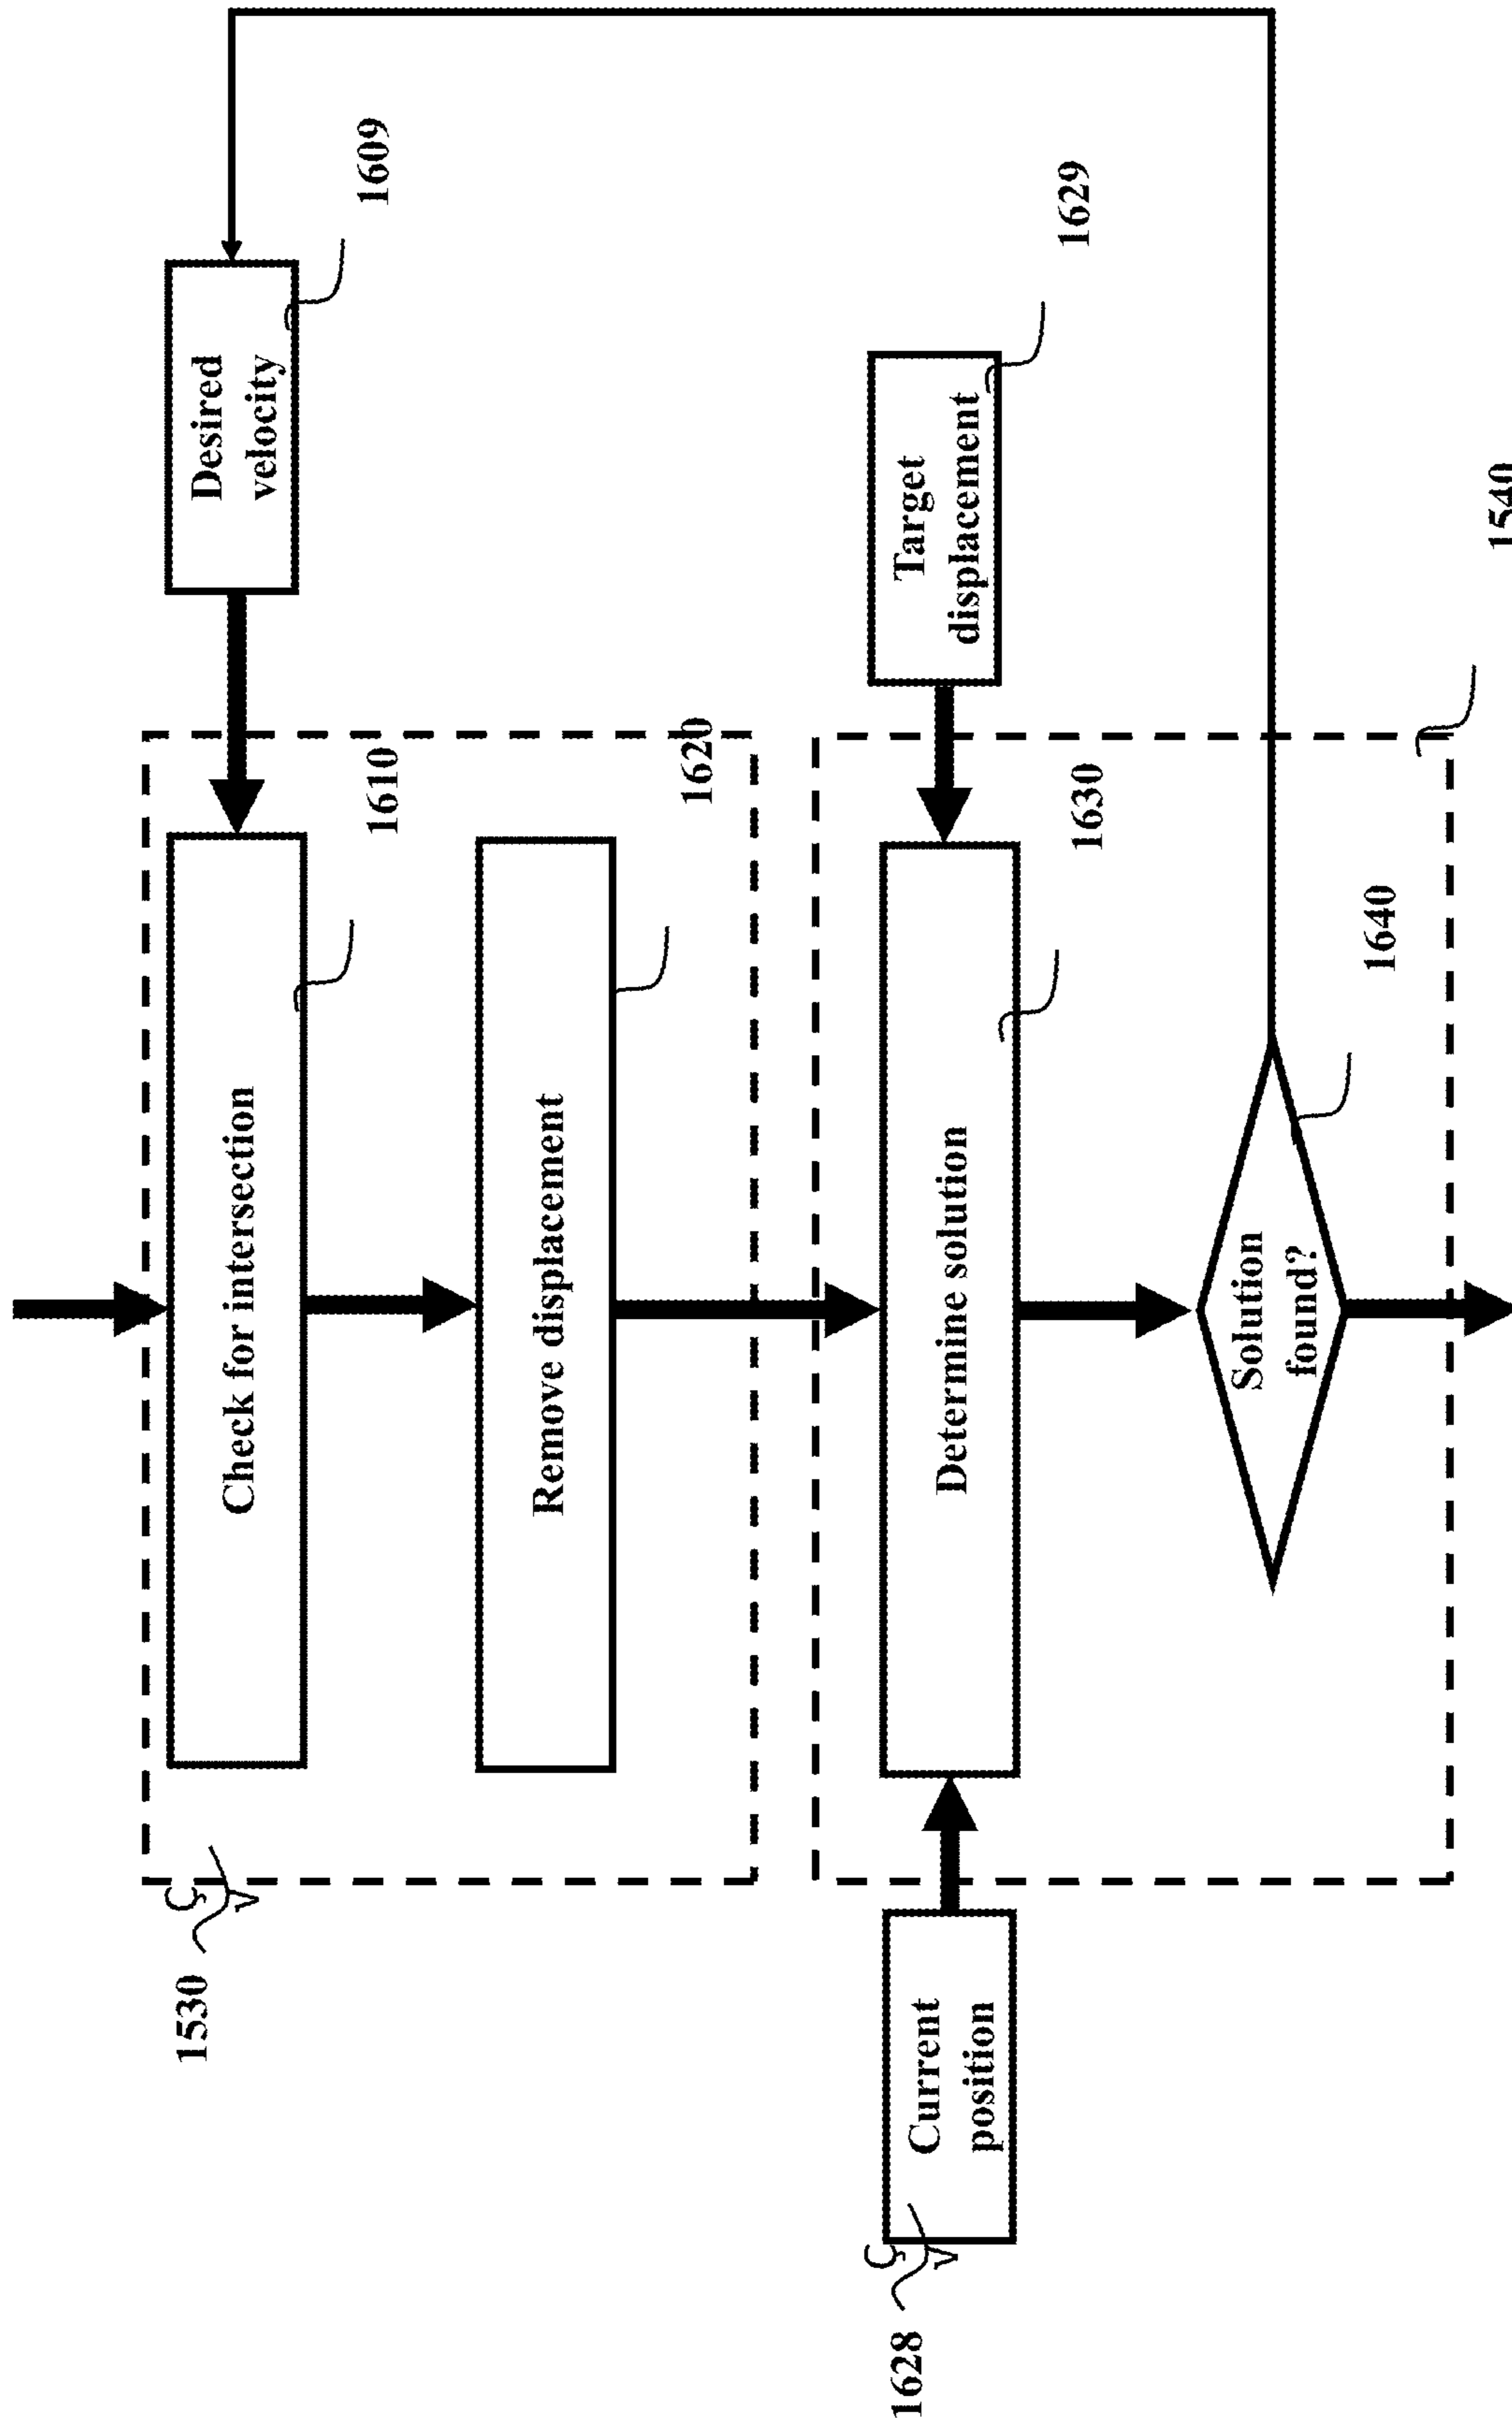 1530
Check for intersection
1610
Desired
velocity
1609
Remove displacement
1620
1628
Current
position
Determine solution
1630
Target
displacement
1629
Solution
found?
1640
1540